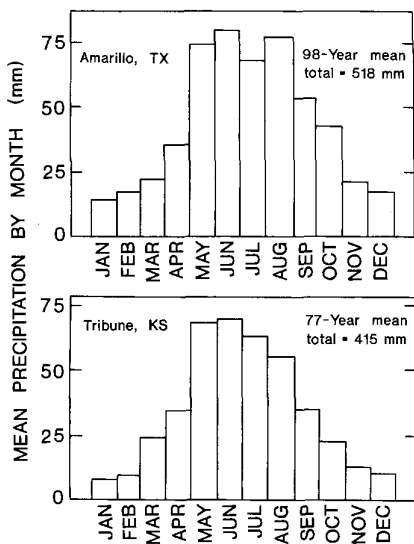 MEAN PRECIPITATION BY MONTH (mm)
Amarillo, TX
98-Year mean
total = 518 mm
75
50
25
0
JAN
FEB
MAR
APR
MAY
JUN
JUL
AUG
SEP
OCT
NOV
DEC
Tribune, KS
77-Year mean
total = 415 mm
75
50
25
0
JAN
FEB
MAR
APR
MAY
JUN
JUL
AUG
SEP
OCT
NOV
DEC